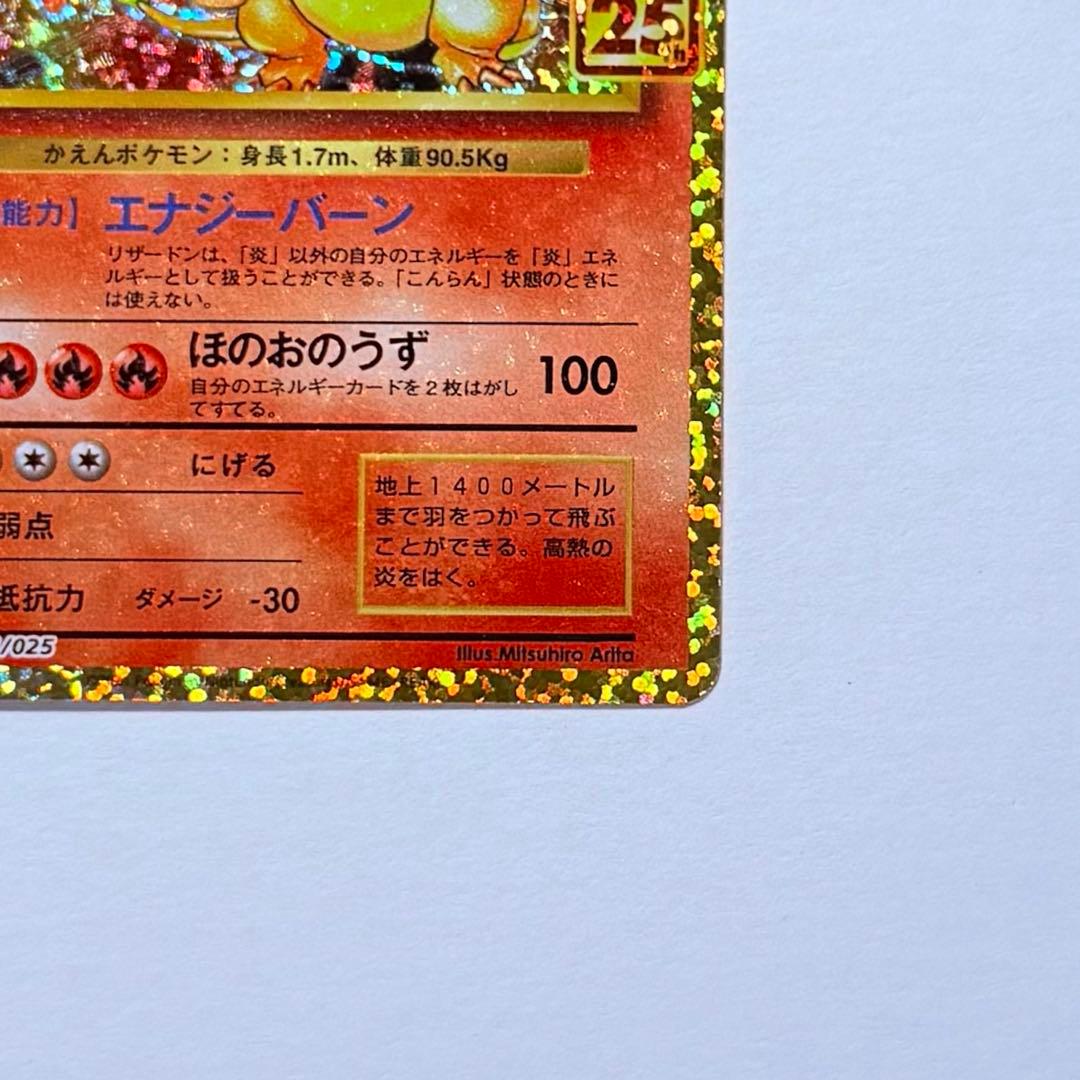 25th
かえんポケモン:身長1.7m、体重90.5Kg
能力】 エナジーバーン
リザードンは、「炎」以外の自分のエネルギーを「炎」エネ
ルギーとして扱うことができる。「こんらん」状態のときに
は使えない。
ほのおのうず 100
自分のエネルギーカードを2枚はがし
てすてる。
にげる
弱点
抵抗力 ダメージ -30
地上1400メートル
まで羽をつかって飛ぶ
ことができる。高熱の
炎をはく。
/025
Illus.Mitsuhiro Arita